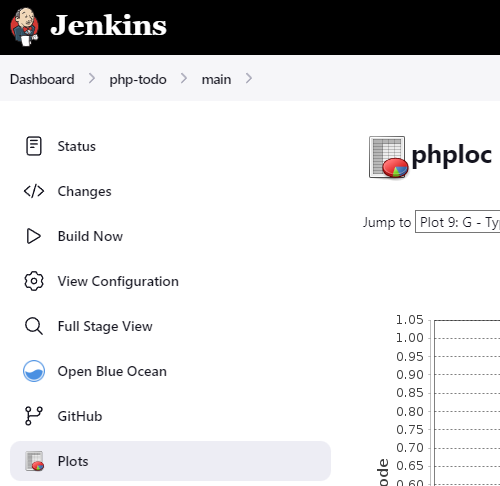 Jenkins
Dashboard > php-todo > main >
Status
Changes
Build Now
View Configuration
Full Stage View
Open Blue Ocean
GitHub
Plots
phploc
Jump to Plot 9: G - Ty
1.05
1.00
0.95
0.90
0.85
0.80
0.75
0.70
0.65
0.60
ode